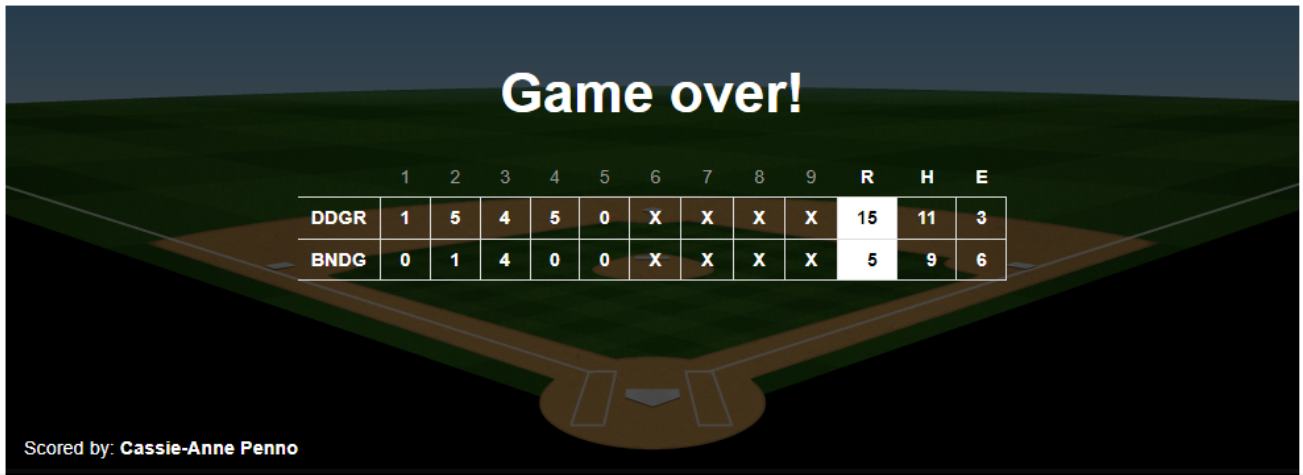 Game over!
1 2 3 4 5 6 7 8 9 R H E
DDGR 1 5 4 5 0 X X X X 15 11 3
BNDG 0 1 4 0 0 X X X X 5 9 6
Scored by: Cassie-Anne Penno